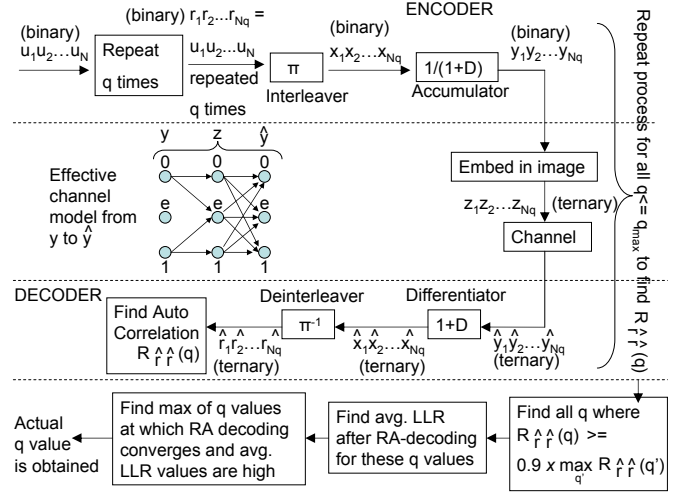 ENCODER
(binary) r1r2...rNq =
(binary)
u1u2...uN
Repeat
q times
u1u2...uN
repeated
q times
π
Interleaver
(binary)
x1x2...xNq
1/(1+D)
Accumulator
(binary)
y1y2...yNq
Repeat process for all q<= qmax to find R r̂ r̂ (q)
Effective
channel
model from
y to ŷ
y z ŷ
0 0 0
e e e
1 1 1
Embed in image
z1z2...zNq (ternary)
Channel
DECODER
Differentiator
1+D
ŷ1ŷ2...ŷNq
(ternary)
x̂1x̂2...x̂Nq
(ternary)
Deinterleaver
π-1
r̂1r̂2...r̂Nq
(ternary)
Find Auto
Correlation
R r̂ r̂ (q)
Find all q where
R r̂ r̂ (q) >=
0.9 x max R r̂ r̂ (q')
q'
Find avg. LLR
after RA-decoding
for these q values
Find max of q values
at which RA decoding
converges and avg.
LLR values are high
Actual
q value
is obtained